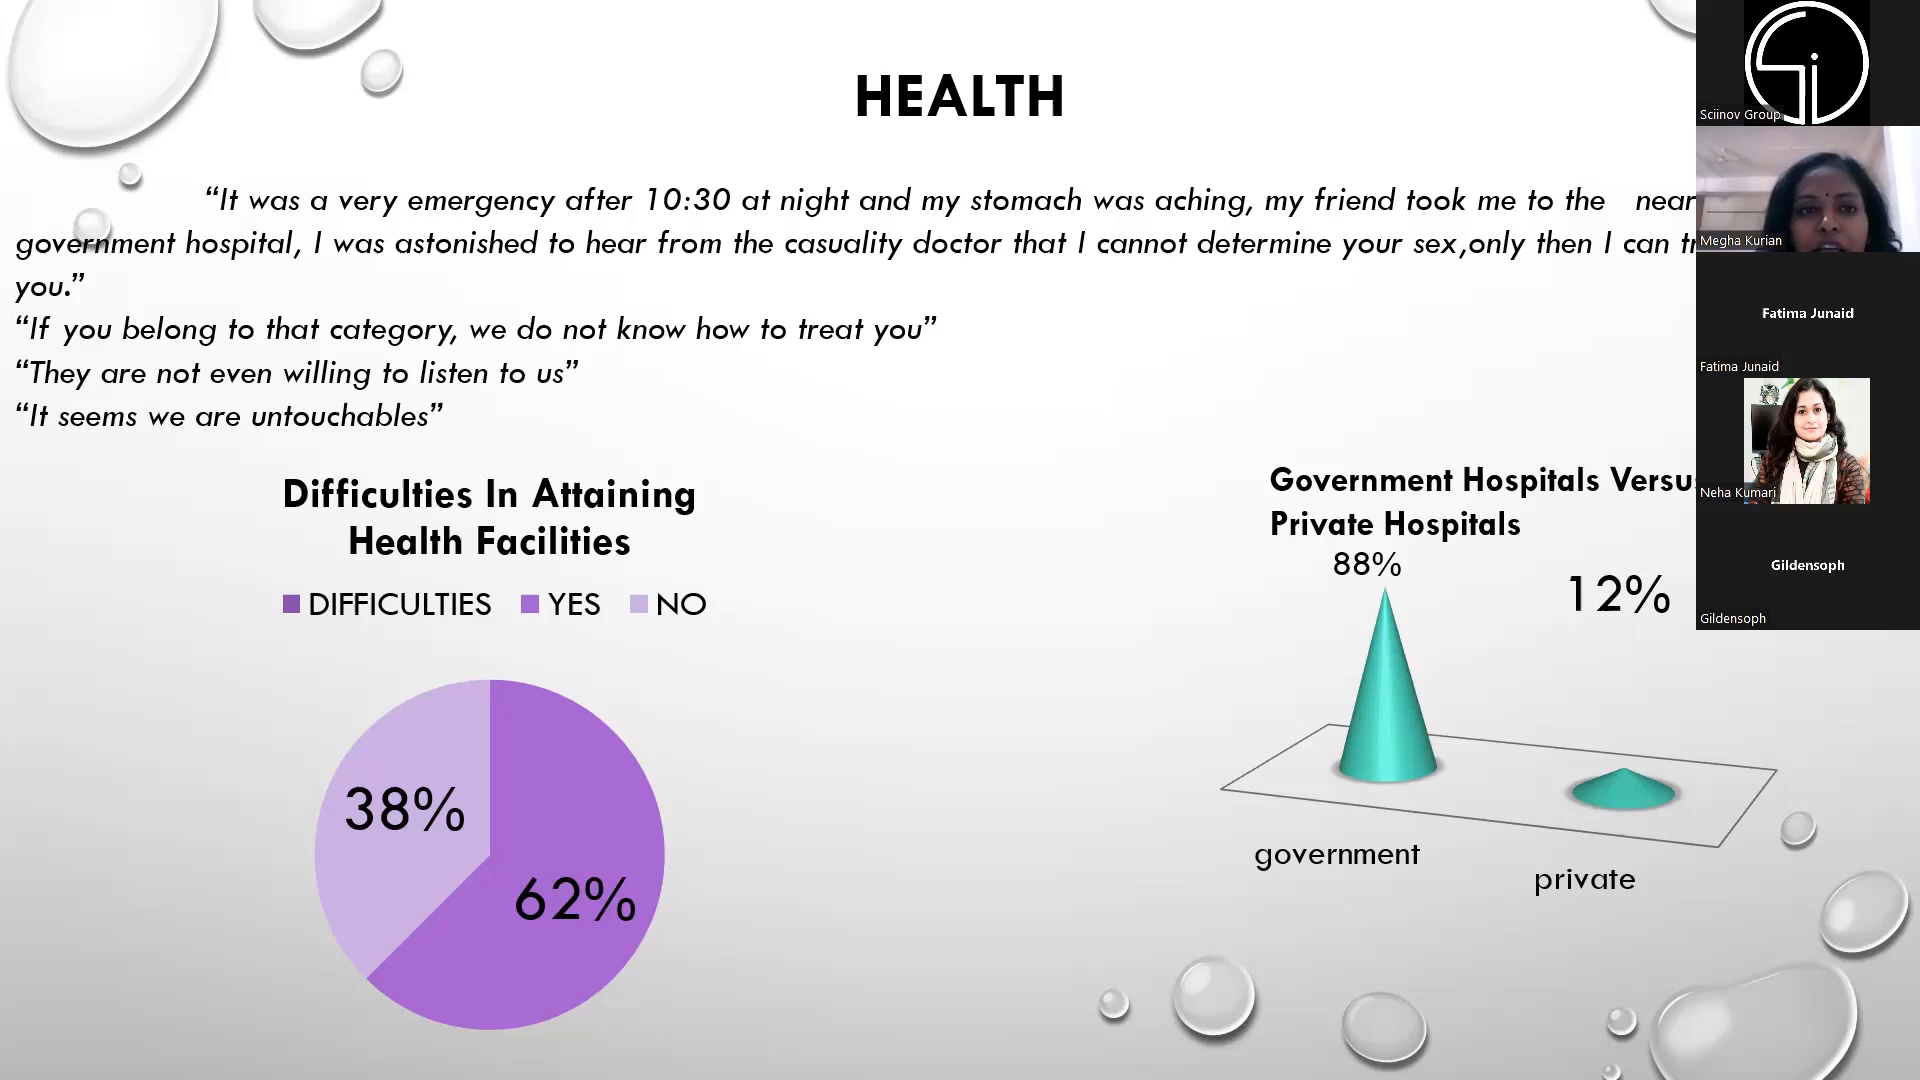 HEALTH
“It was a very emergency after 10:30 at night and my stomach was aching, my friend took me to the near
government hospital, I was astonished to hear from the casuality doctor that I cannot determine your sex,only then I can
you.”
“If you belong to that category, we do not know how to treat you”
“They are not even willing to listen to us”
“It seems we are untouchables”
Difficulties In Attaining
Health Facilities
DIFFICULTIES YES NO
38%
62%
Government Hospitals Versu
Private Hospitals
88%
12%
government
private
Sciinov Group
Megha Kurian
Fatima Junaid
Fatima Junaid
Neha Kumari
Gildensoph
Gildensoph